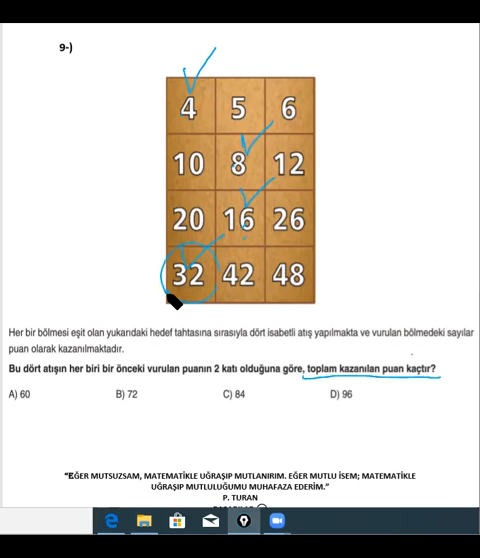 9-)
4 5 6
10 8 12
20 16 26
32 42 48
Her bir bölmesi eşit olan yukarıdaki hedef tahtasına sırasıyla dört isabetli atış yapılmakta ve vurulan bölmedeki sayılar
puan olarak kazanılmaktadır.
Bu dört atışın her biri bir önceki vurulan puanın 2 katı olduğuna göre, toplam kazanılan puan kaçtır?
A) 60 B) 72 C) 84 D) 96
"EĞER MUTSUZSAM, MATEMATİKLE UĞRAŞIP MUTLANIRIM. EĞER MUTLU İSEM; MATEMATİKLE
UĞRAŞIP MUTLULUĞUMU MUHAFAZA EDERİM."
P. TURAN